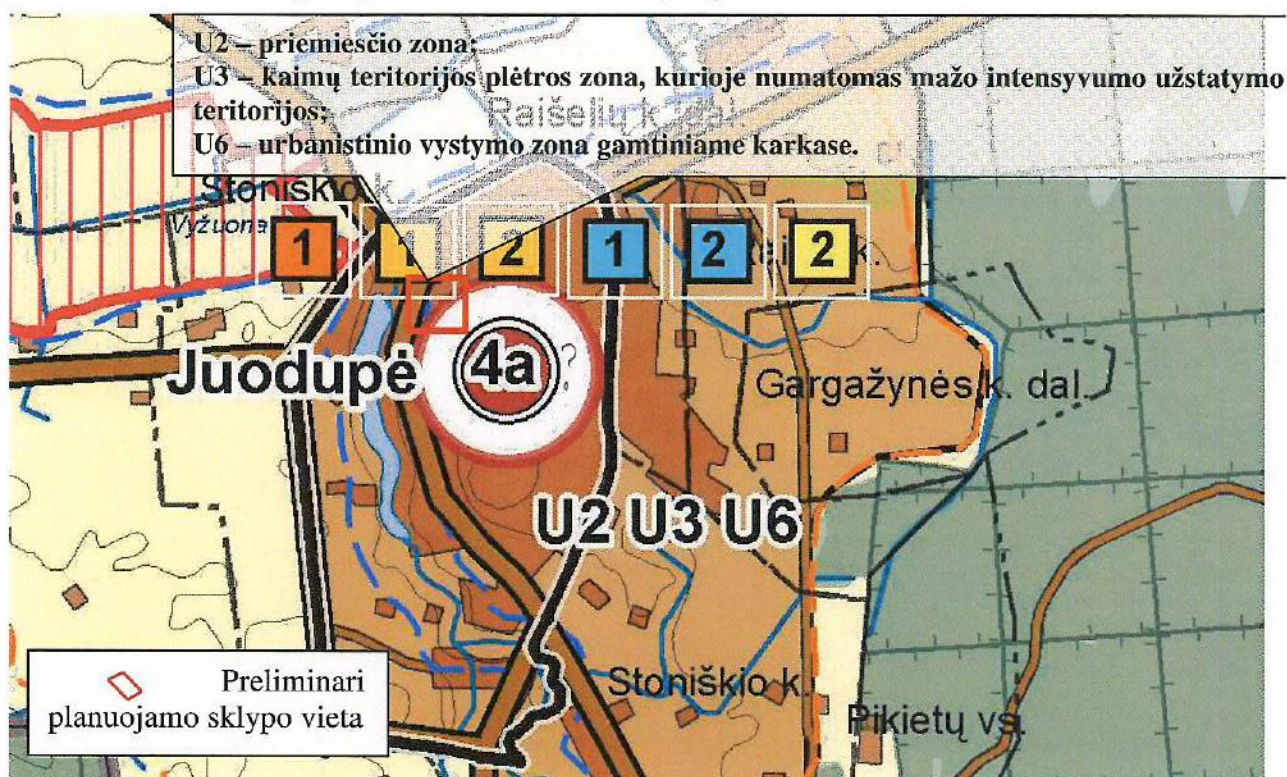 U2 – priemiesčio zona;
U3 – kaimų teritorijos plėtros zona, kurioje numatomas mažo intensyvumo užstatymo
teritorijos;
U6 – urbanistinio vystymo zona gamtiniame karkase.
Raišelių k. dal.
Stoniškio k.
Vyžuona
1 1 2 1 2 2
k.
Juodupė
4a
?
Gargažynės k. dal.
U2 U3 U6
Stoniškio k.
Pikietų vs.
Preliminari
planuojamo sklypo vieta